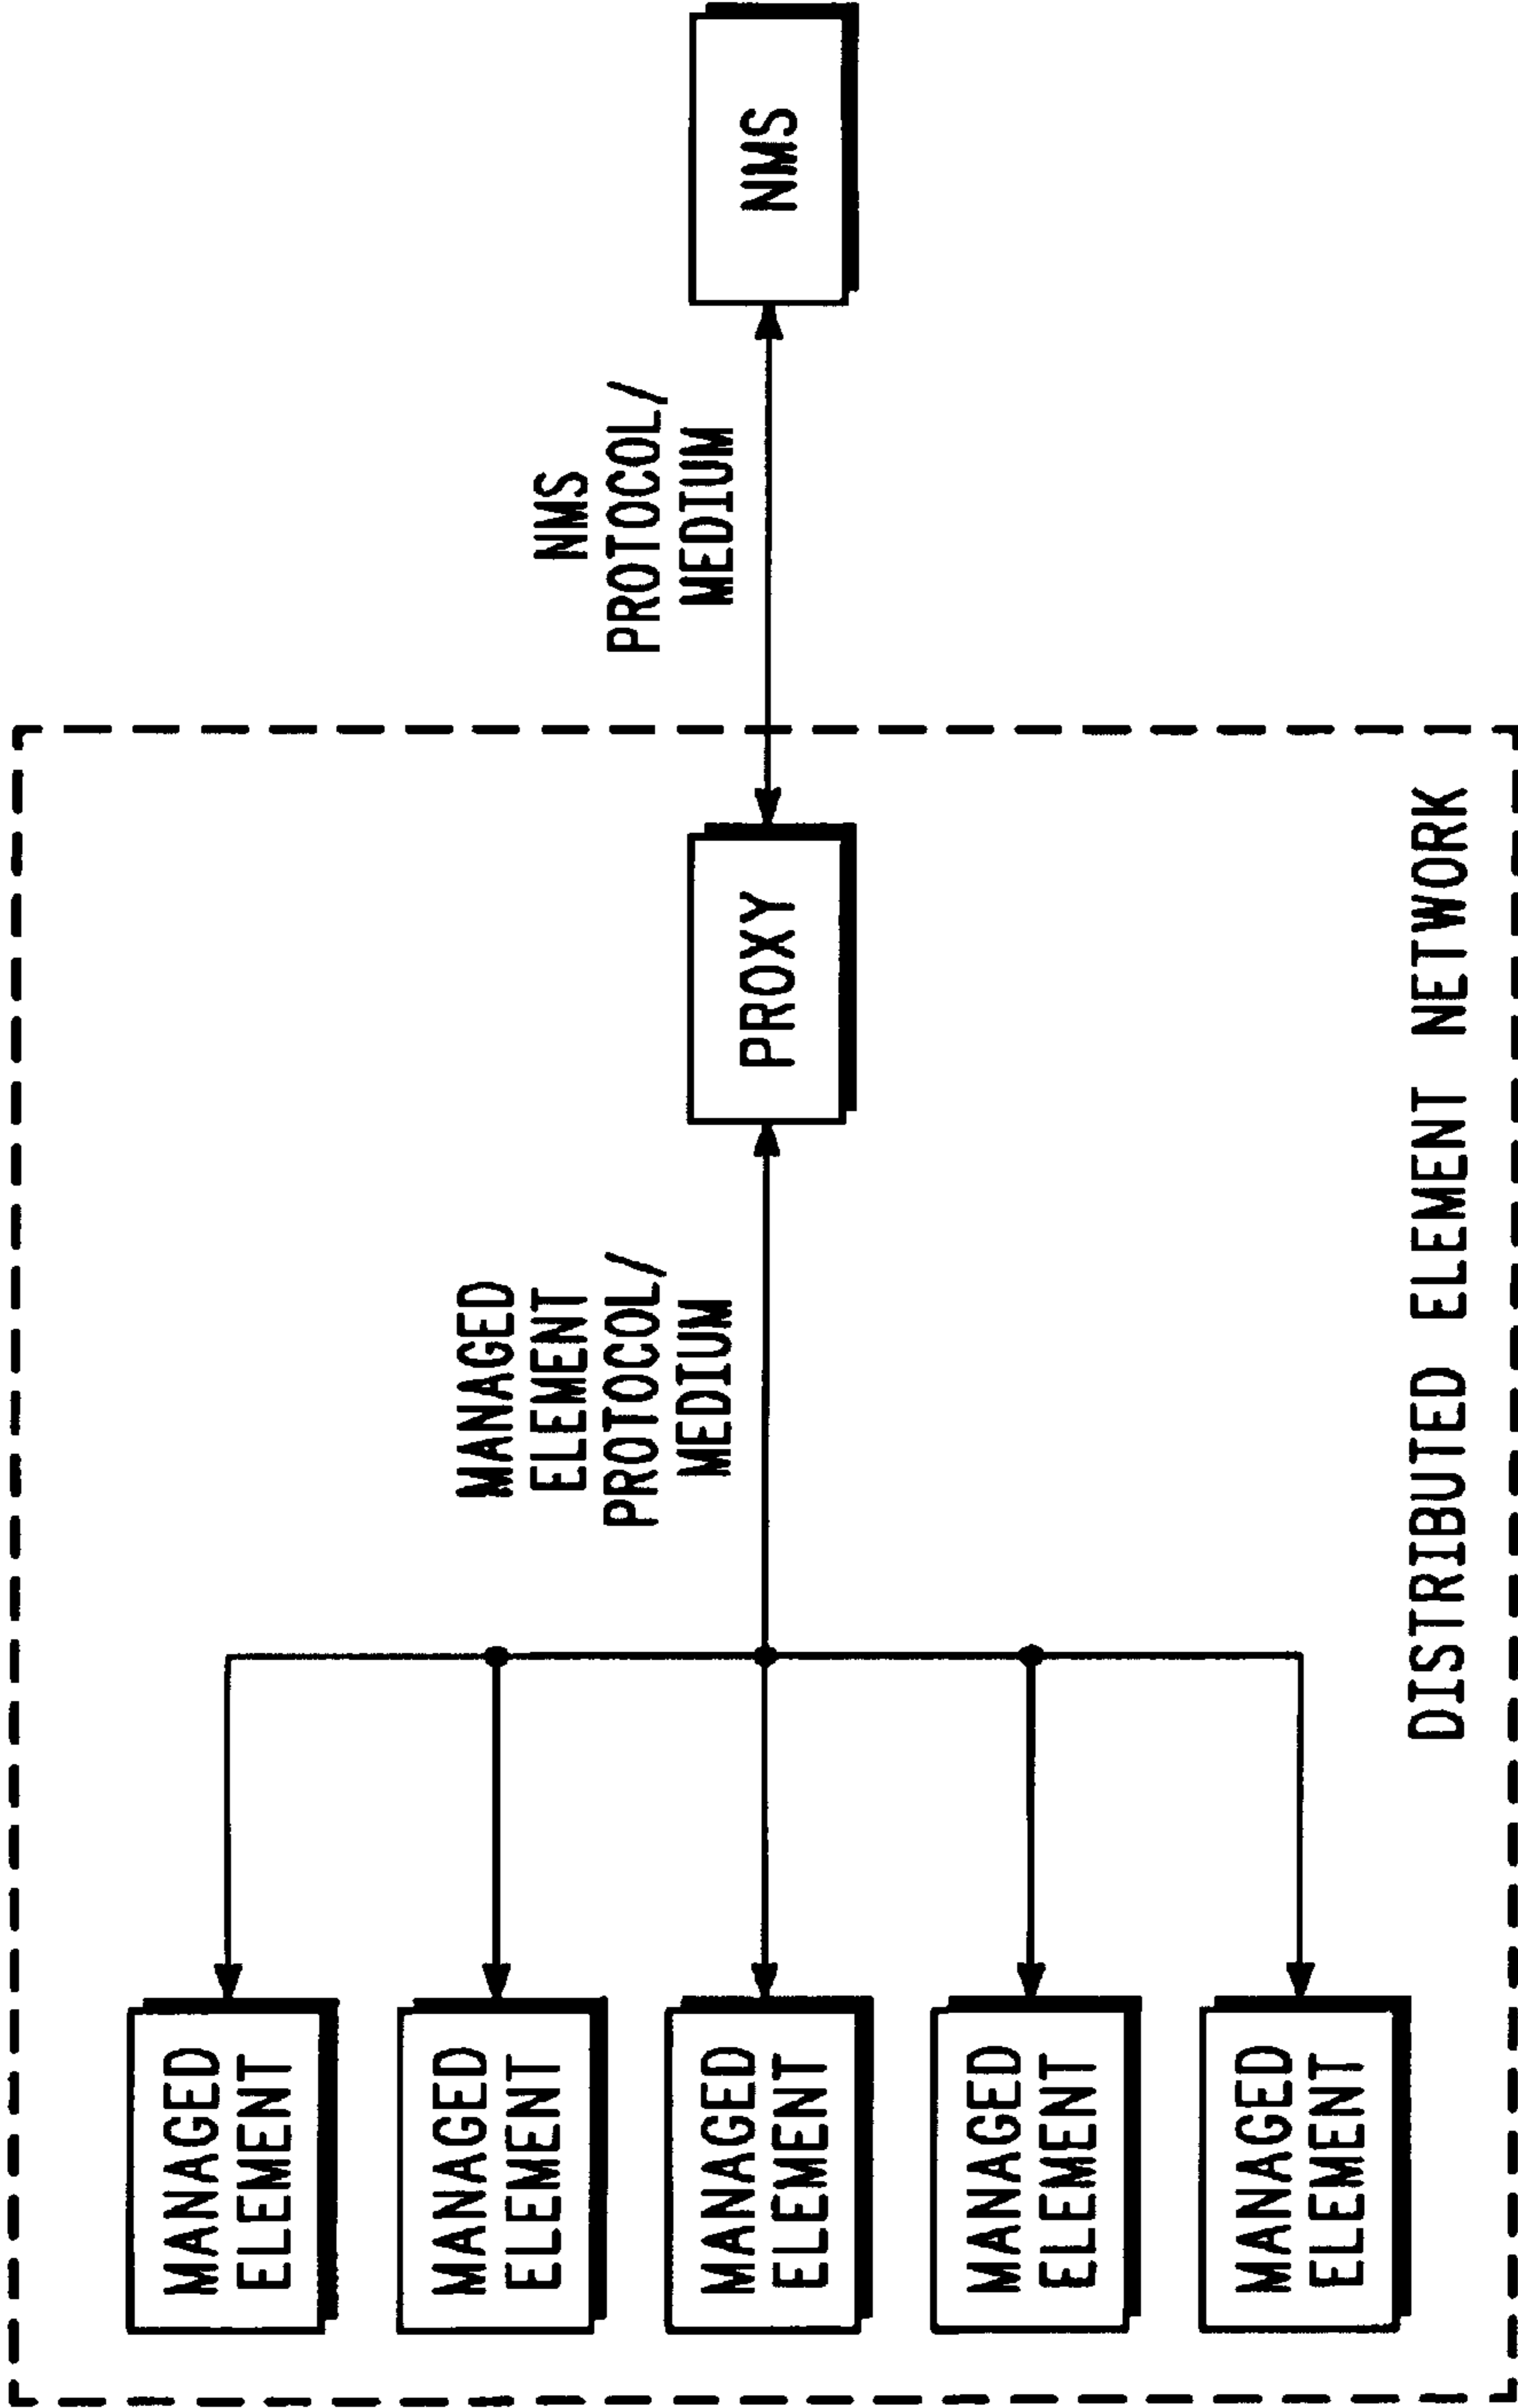 MANAGED
ELEMENT
MANAGED
ELEMENT
MANAGED
ELEMENT
MANAGED
ELEMENT
MANAGED
ELEMENT
MANAGED
ELEMENT
PROTOCOL/
MEDIUM
PROXY
NMS
PROTOCOL/
MEDIUM
NMS
DISTRIBUTED ELEMENT NETWORK